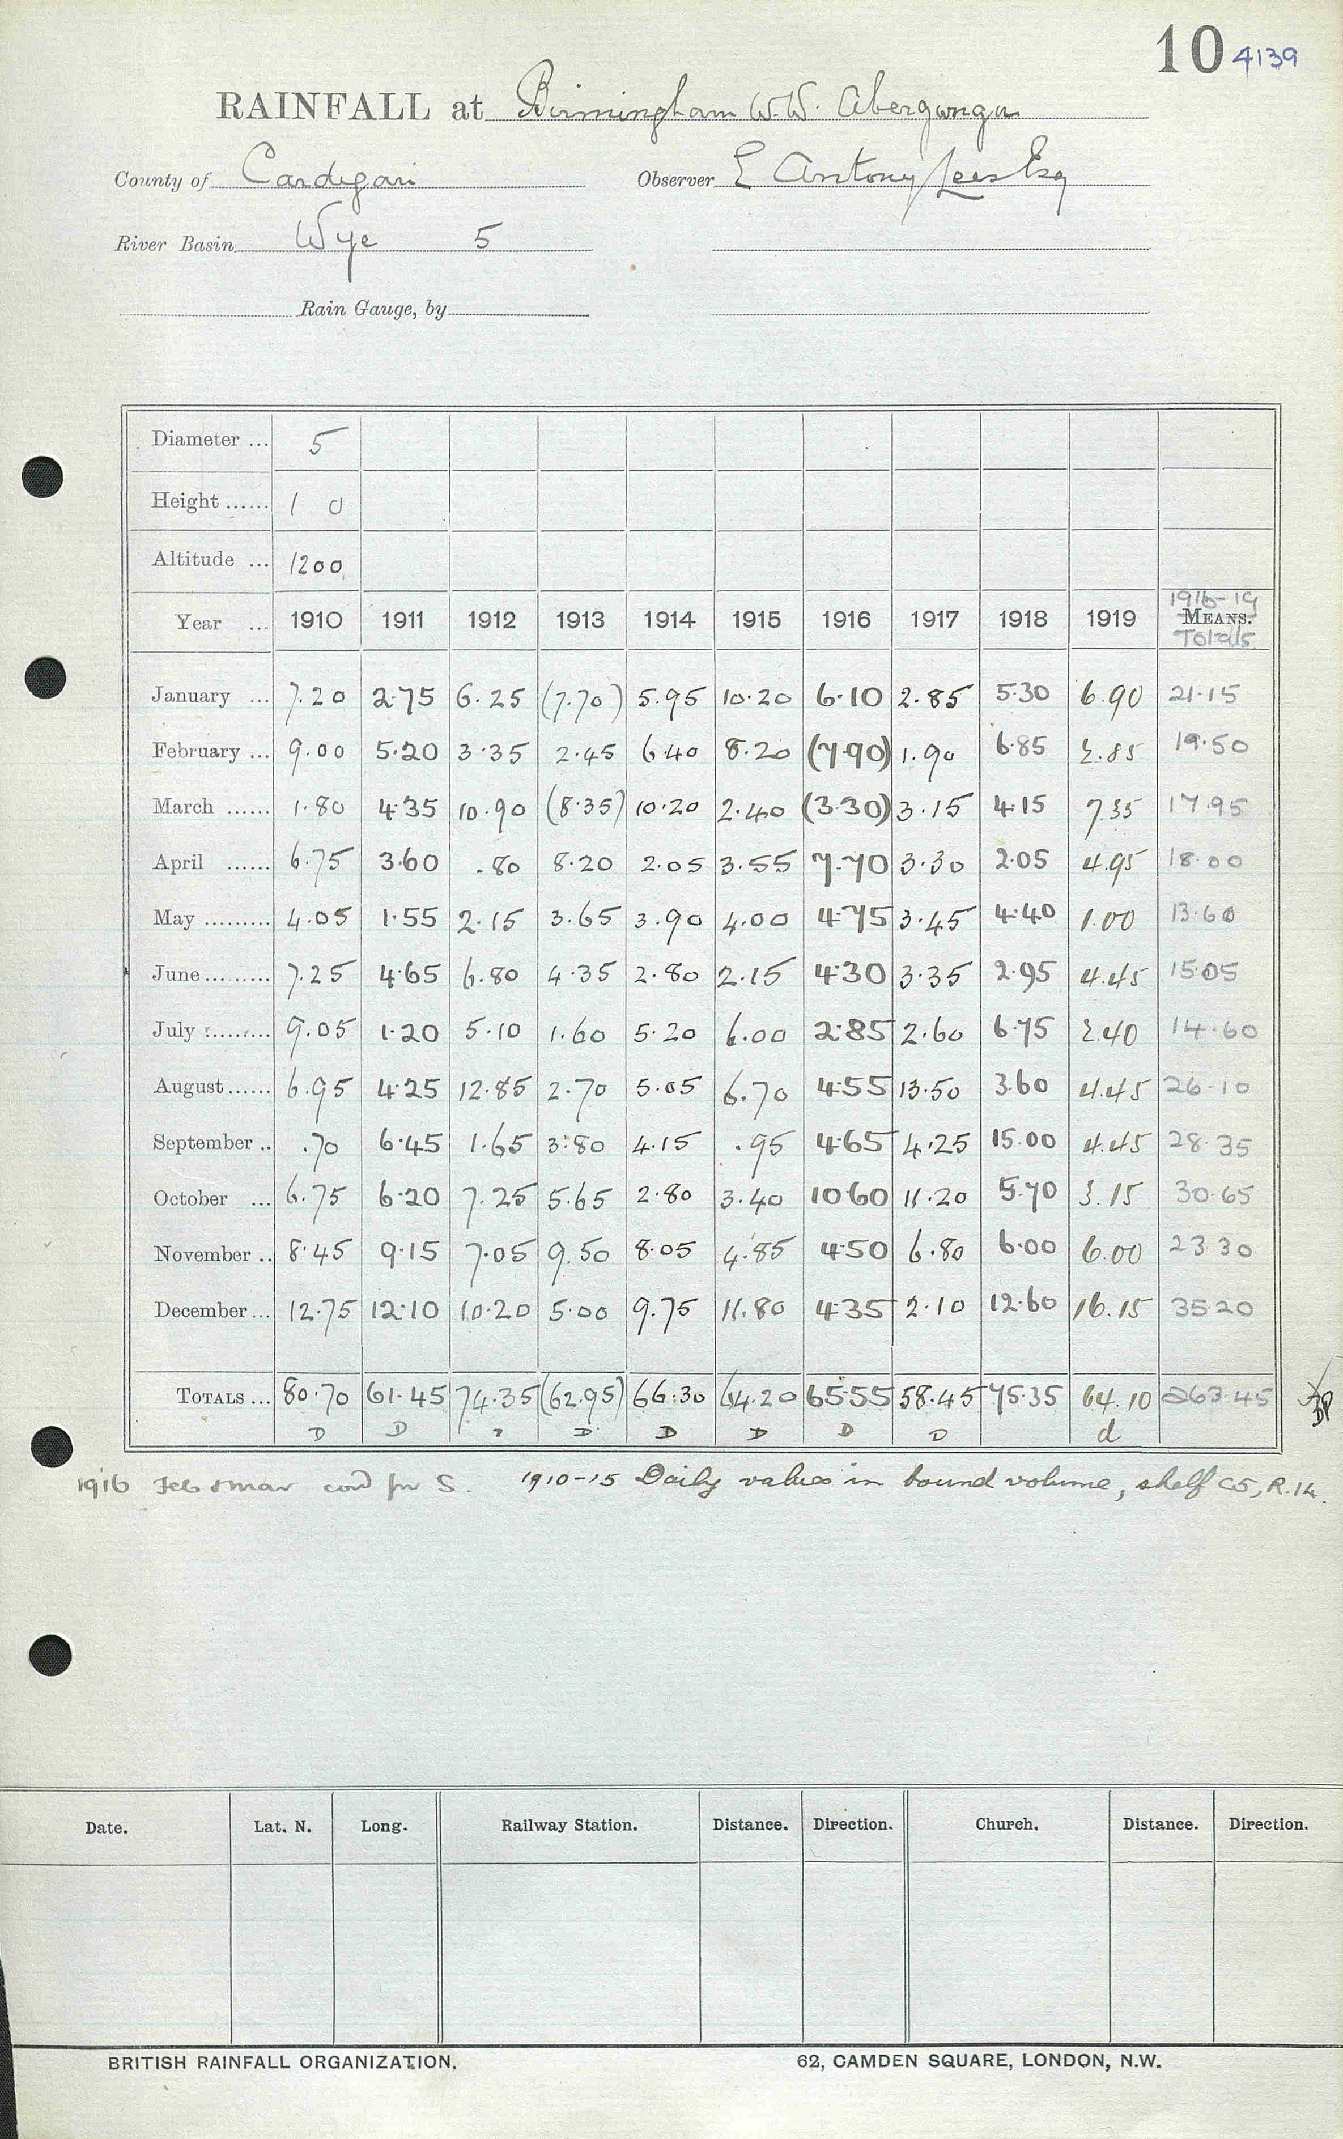 10 4139
RAINFALL at Birmingham W.W. Abergwngu
County of Cardigan Observer E Antony Lees Esq
River Basin Wye 5
Rain Gauge, by
Diameter ... 5
Height ...... 1 0
Altitude ... 1200
1916-19
Year ... 1910 1911 1912 1913 1914 1915 1916 1917 1918 1919 MEANS.
Totals
January ... 7.20 2.75 6.25 (7.70) 5.95 10.20 6.10 2.85 5.30 6.90 21.15
February ... 9.00 5.20 3.35 2.45 6.40 8.20 (7.90) 1.90 6.85 2.85 19.50
March ...... 1.80 4.35 10.90 (8.35) 10.20 2.40 (3.30) 3.15 4.15 7.35 17.95
April ...... 6.75 3.60 .80 8.20 2.05 3.55 7.70 3.30 2.05 4.95 18.00
May ......... 4.05 1.55 2.15 3.65 3.90 4.00 4.75 3.45 4.40 1.00 13.60
June ......... 7.25 4.65 6.80 4.35 2.80 2.15 4.30 3.35 2.95 4.45 15.05
July ......... 9.05 1.20 5.10 1.60 5.20 6.00 2.85 2.60 6.75 2.40 14.60
August ...... 6.95 4.25 12.85 2.70 5.05 6.70 4.55 13.50 3.60 4.45 26.10
September .. .70 6.45 1.65 3.80 4.15 .95 4.65 4.25 15.00 4.45 28.35
October ... 6.75 6.20 7.25 5.65 2.80 3.40 10.60 11.20 5.70 3.15 30.65
November .. 8.45 9.15 7.05 9.50 8.05 4.85 4.50 6.80 6.00 6.00 23.30
December ... 12.75 12.10 10.20 5.00 9.75 11.80 4.35 2.10 12.60 16.15 35.20
TOTALS ... 80.70 61.45 74.35 (62.95) 66.30 64.20 65.55 58.45 75.35 64.10 263.45
D D D D D D D D d
1916 Feb & Mar cord for S 1910-15 Daily values in bound volume, shelf C5, R.14.
Date. Lat. N. Long. Railway Station. Distance. Direction. Church. Distance. Direction.
BRITISH RAINFALL ORGANIZATION. 62, CAMDEN SQUARE, LONDON, N.W.